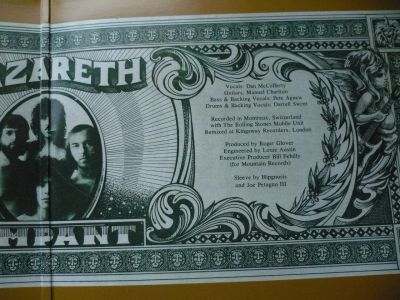 AZARETH
Vocals: Dan McCafferty
Guitars: Manuel Charlton
Bass & Backing Vocals: Pete Agnew
Drums & Backing Vocals: Darrell Sweet
Recorded in Montreux, Switzerland
with The Rolling Stones Mobile Unit
Remixed at Kingsway Recorders, London
Produced by Roger Glover
Engineered by Louie Austin
Executive Producer Bill Fehilly
(for Mountain Records)
Sleeve by Hipgnosis
and Joe Petagno III
MPANT